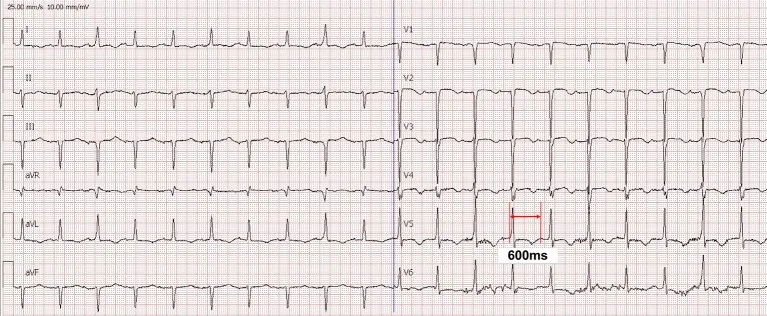 25.00 mm/s 10.00 mm/mV
I
V1
II
V2
III
V3
aVR
V4
aVL
V5
600ms
aVF
V6